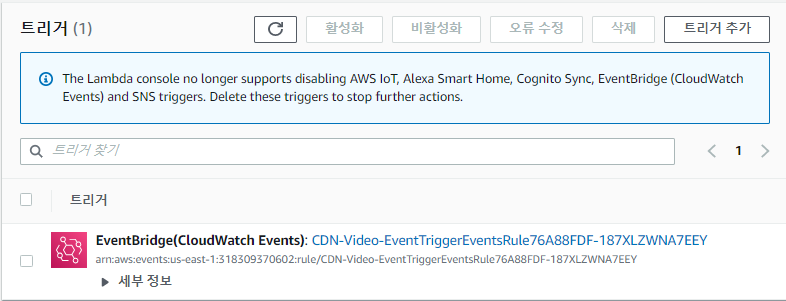 트리거 (1)
활성화
비활성화
오류 수정
삭제
트리거 추가
The Lambda console no longer supports disabling AWS IoT, Alexa Smart Home, Cognito Sync, EventBridge (CloudWatch
Events) and SNS triggers. Delete these triggers to stop further actions.
트리거 찾기
1
트리거
EventBridge(CloudWatch Events): CDN-Video-EventTriggerEventsRule76A88FDF-187XLZWNA7EEY
arn:aws:events:us-east-1:318309370602:rule/CDN-Video-EventTriggerEventsRule76A88FDF-187XLZWNA7EEY
세부 정보